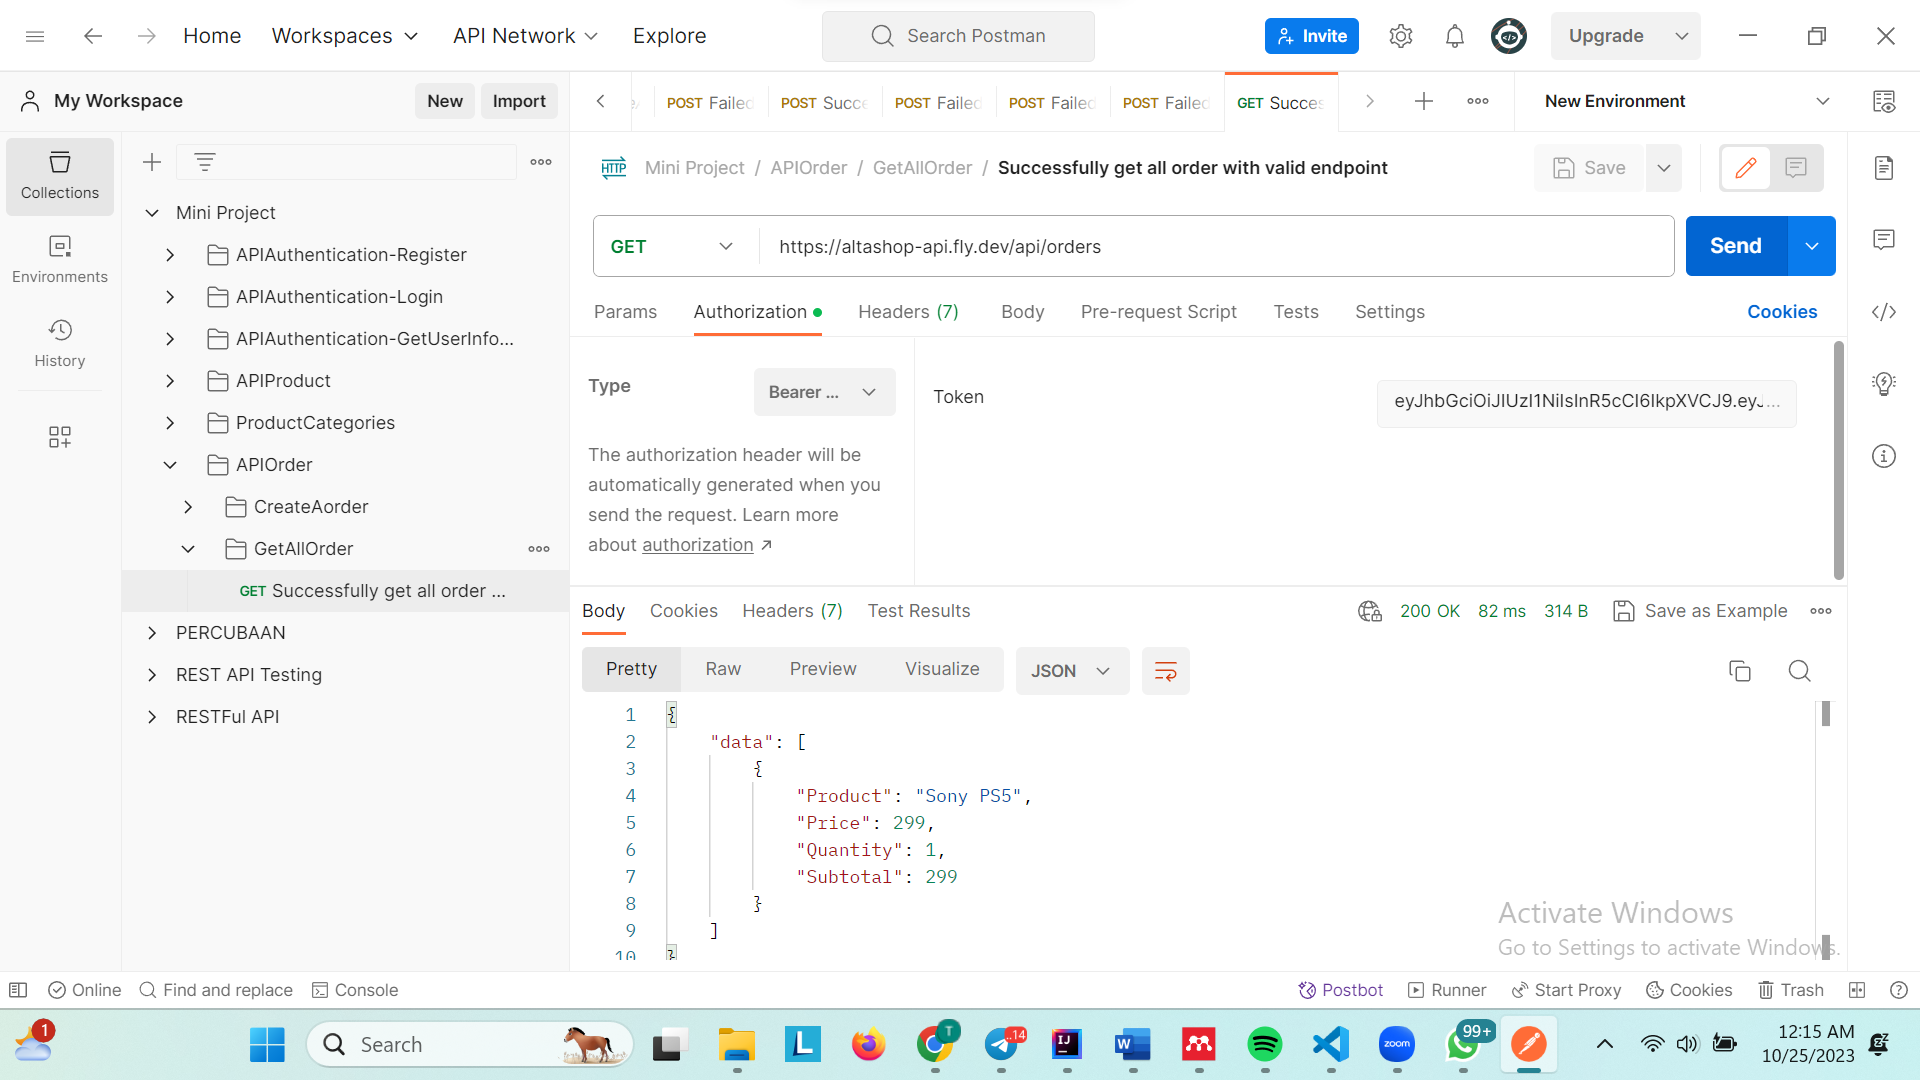 Home Workspaces API Network Explore Search Postman Invite Upgrade
My Workspace New Import POST Failed POST Succe POST Failed POST Failed POST Failed GET Succes New Environment
Collections
Environments
History
Mini Project
APIAuthentication-Register
APIAuthentication-Login
APIAuthentication-GetUserInfo...
APIProduct
ProductCategories
APIOrder
CreateAorder
GetAllOrder
GET Successfully get all order ...
PERCUBAAN
REST API Testing
RESTFul API
HTTP Mini Project / APIOrder / GetAllOrder / Successfully get all order with valid endpoint Save
GET https://altashop-api.fly.dev/api/orders Send
Params Authorization Headers (7) Body Pre-request Script Tests Settings Cookies
Type Bearer ...
The authorization header will be
automatically generated when you
send the request. Learn more
about authorization ↗
Token eyJhbGciOiJIUzI1NiIsInR5cCI6IkpXVCJ9.eyJ...
Body Cookies Headers (7) Test Results 200 OK 82 ms 314 B Save as Example
Pretty Raw Preview Visualize JSON
1 {
2 "data": [
3 {
4 "Product": "Sony PS5",
5 "Price": 299,
6 "Quantity": 1,
7 "Subtotal": 299
8 }
9 ]
10 }
Activate Windows
Go to Settings to activate Windows.
Online Find and replace Console Postbot Runner Start Proxy Cookies Trash
1 Search L T ..14 IJ W zoom 99+
12:15 AM
10/25/2023